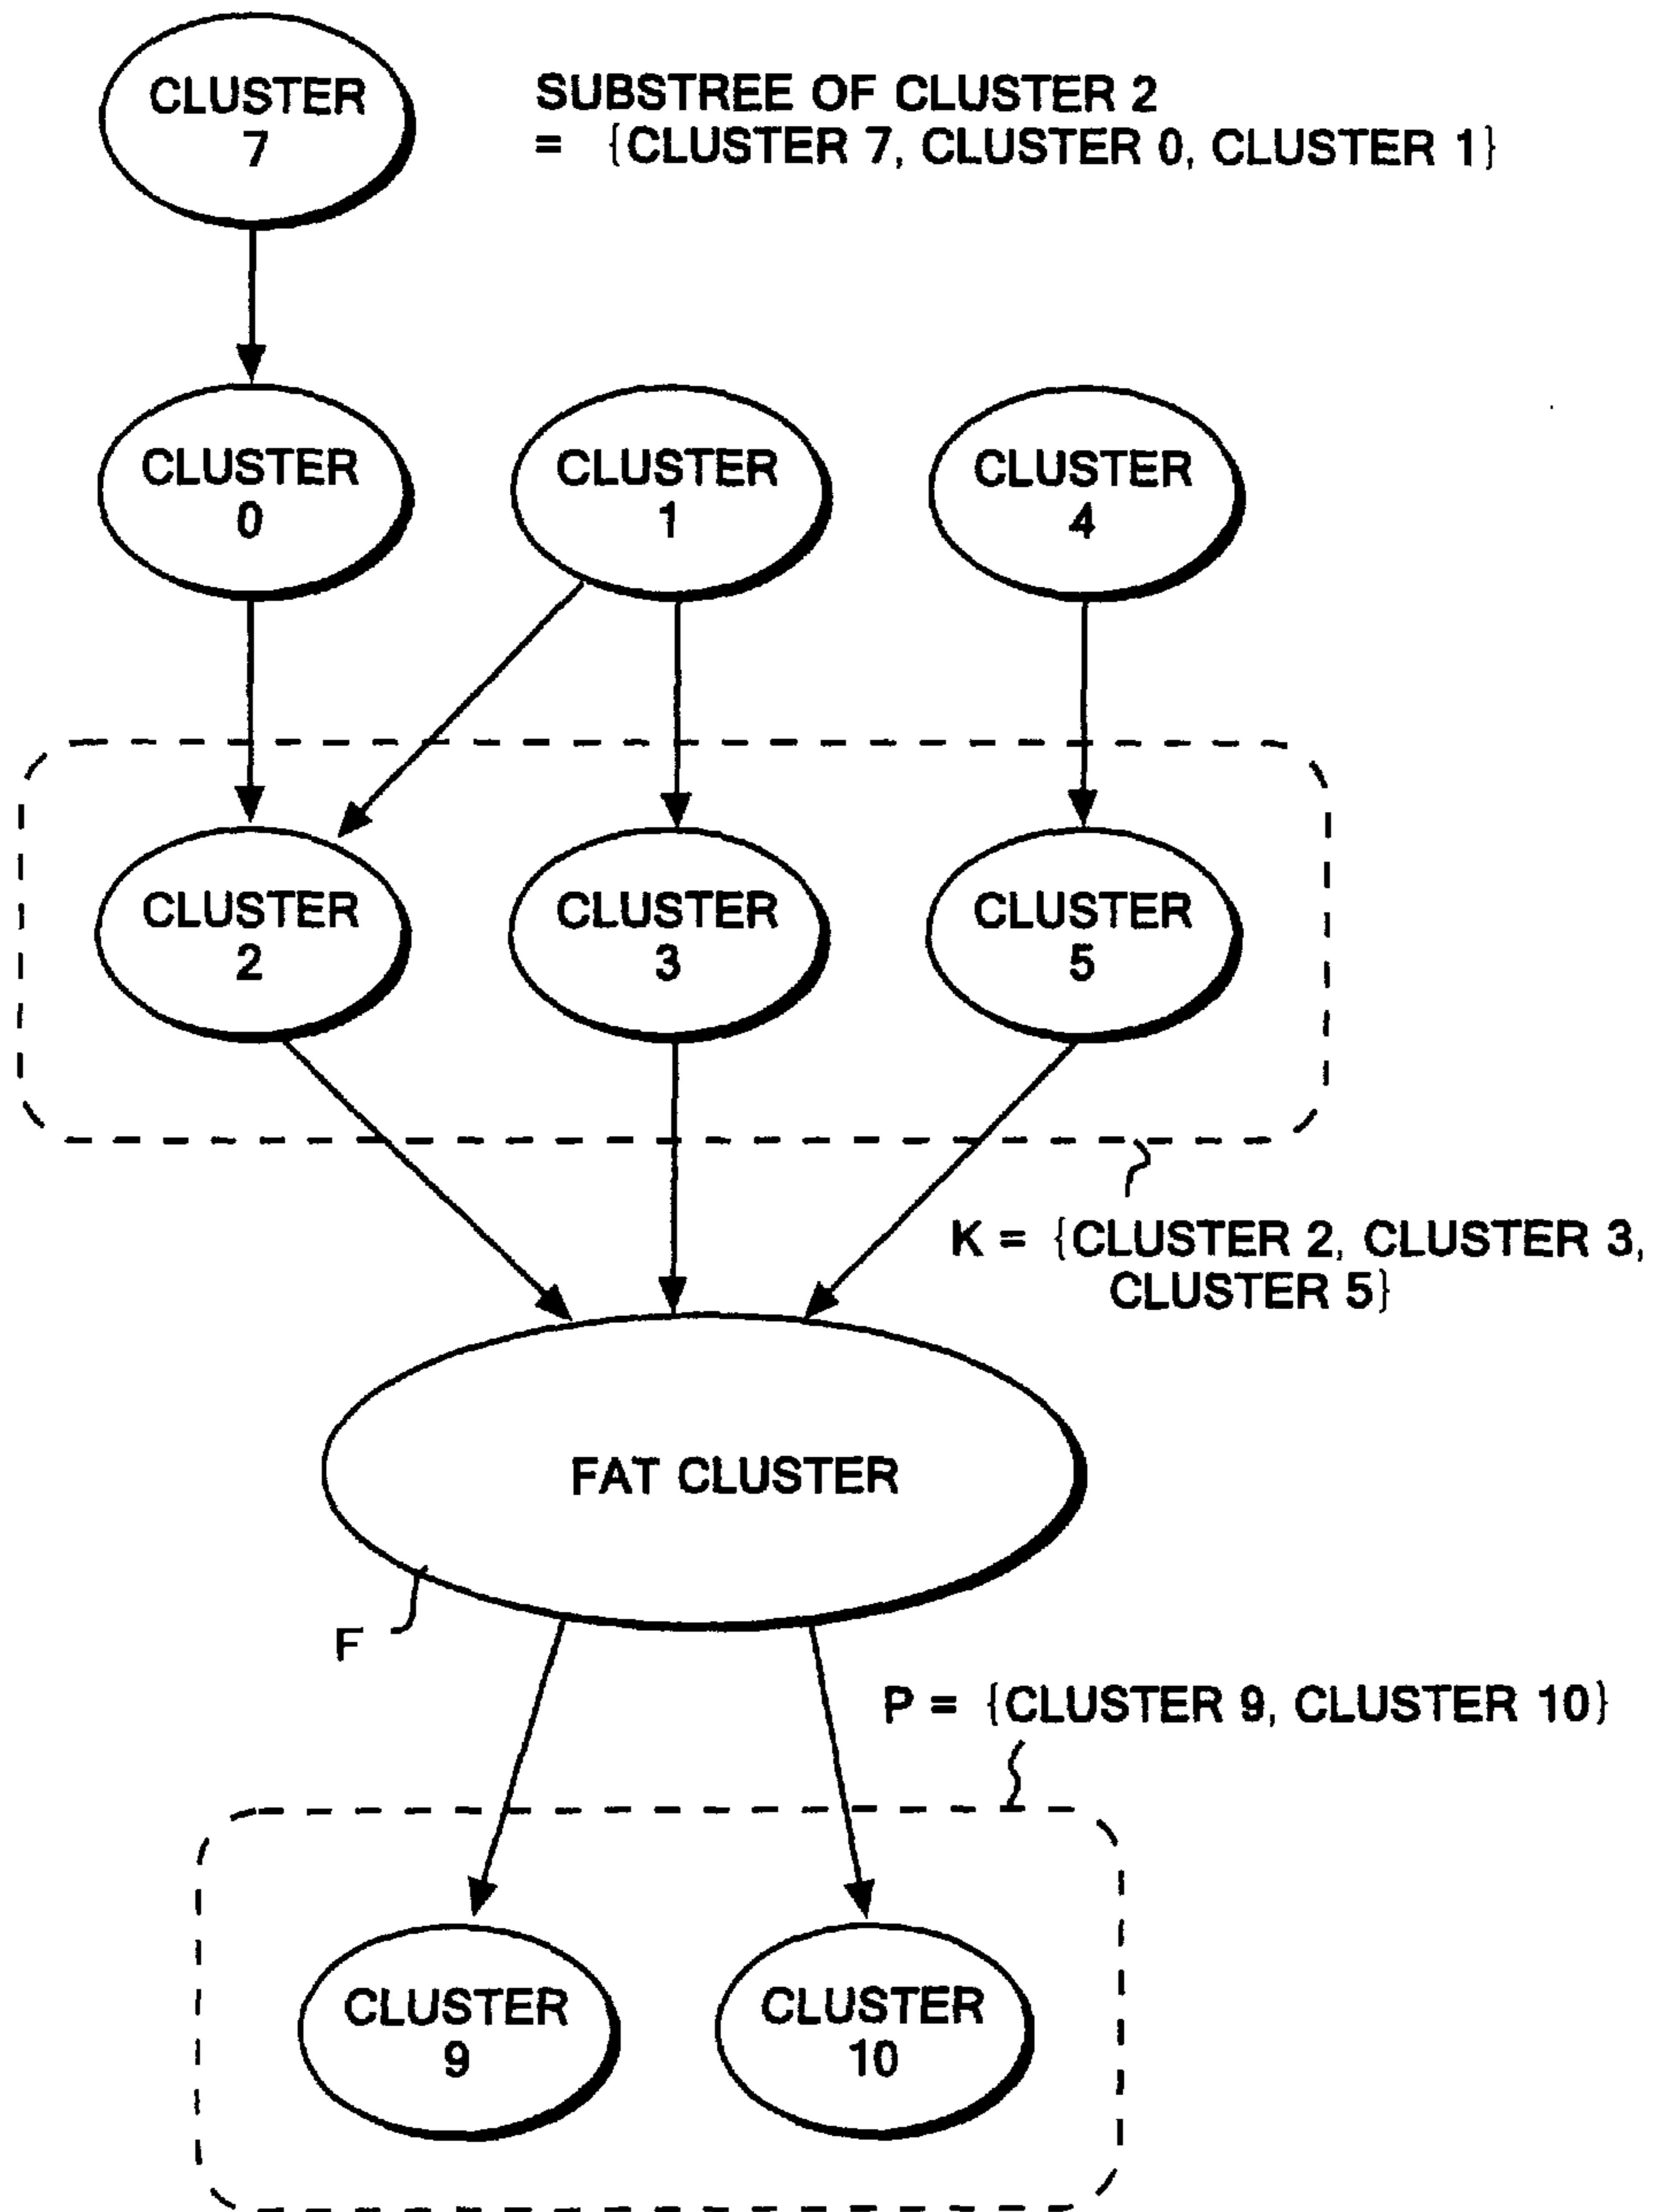 CLUSTER
7
SUBSTREE OF CLUSTER 2
= {CLUSTER 7, CLUSTER 0, CLUSTER 1}
CLUSTER
0
CLUSTER
1
CLUSTER
4
CLUSTER
2
CLUSTER
3
CLUSTER
5
K = {CLUSTER 2, CLUSTER 3,
CLUSTER 5}
FAT CLUSTER
F
P = {CLUSTER 9, CLUSTER 10}
CLUSTER
9
CLUSTER
10